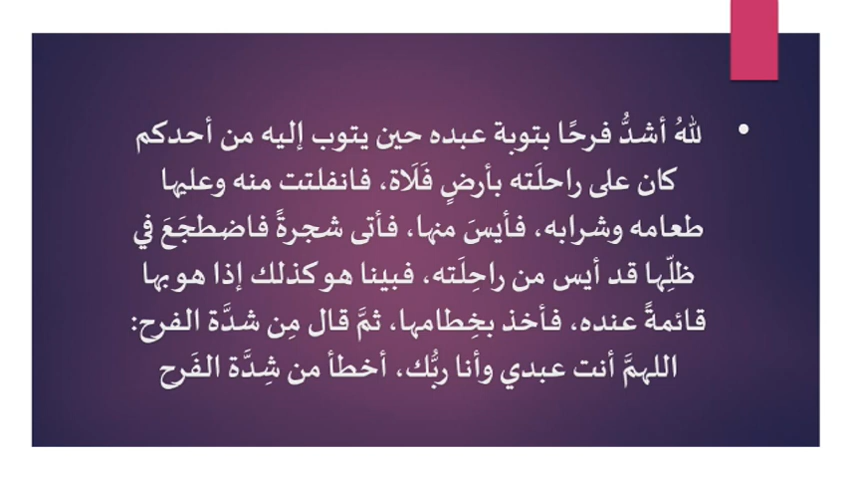 • للهُ أشدُّ فرحًا بتوبة عبده حين يتوب إليه من أحدكم
كان على راحلَته بأرضٍ فَلَاة، فانفلتت منه وعليها
طعامه وشرابه، فأيسَ منها، فأتى شجرةً فاضطجَعَ في
ظلِّها قد أيس من راحِلَته، فبينا هو كذلك إذا هو بها
قائمةً عنده، فأخذ بخِطامها، ثمَّ قال مِن شدَّة الفرح:
اللهمَّ أنت عبدي وأنا ربُّك، أخطأ من شِدَّة الفَرح